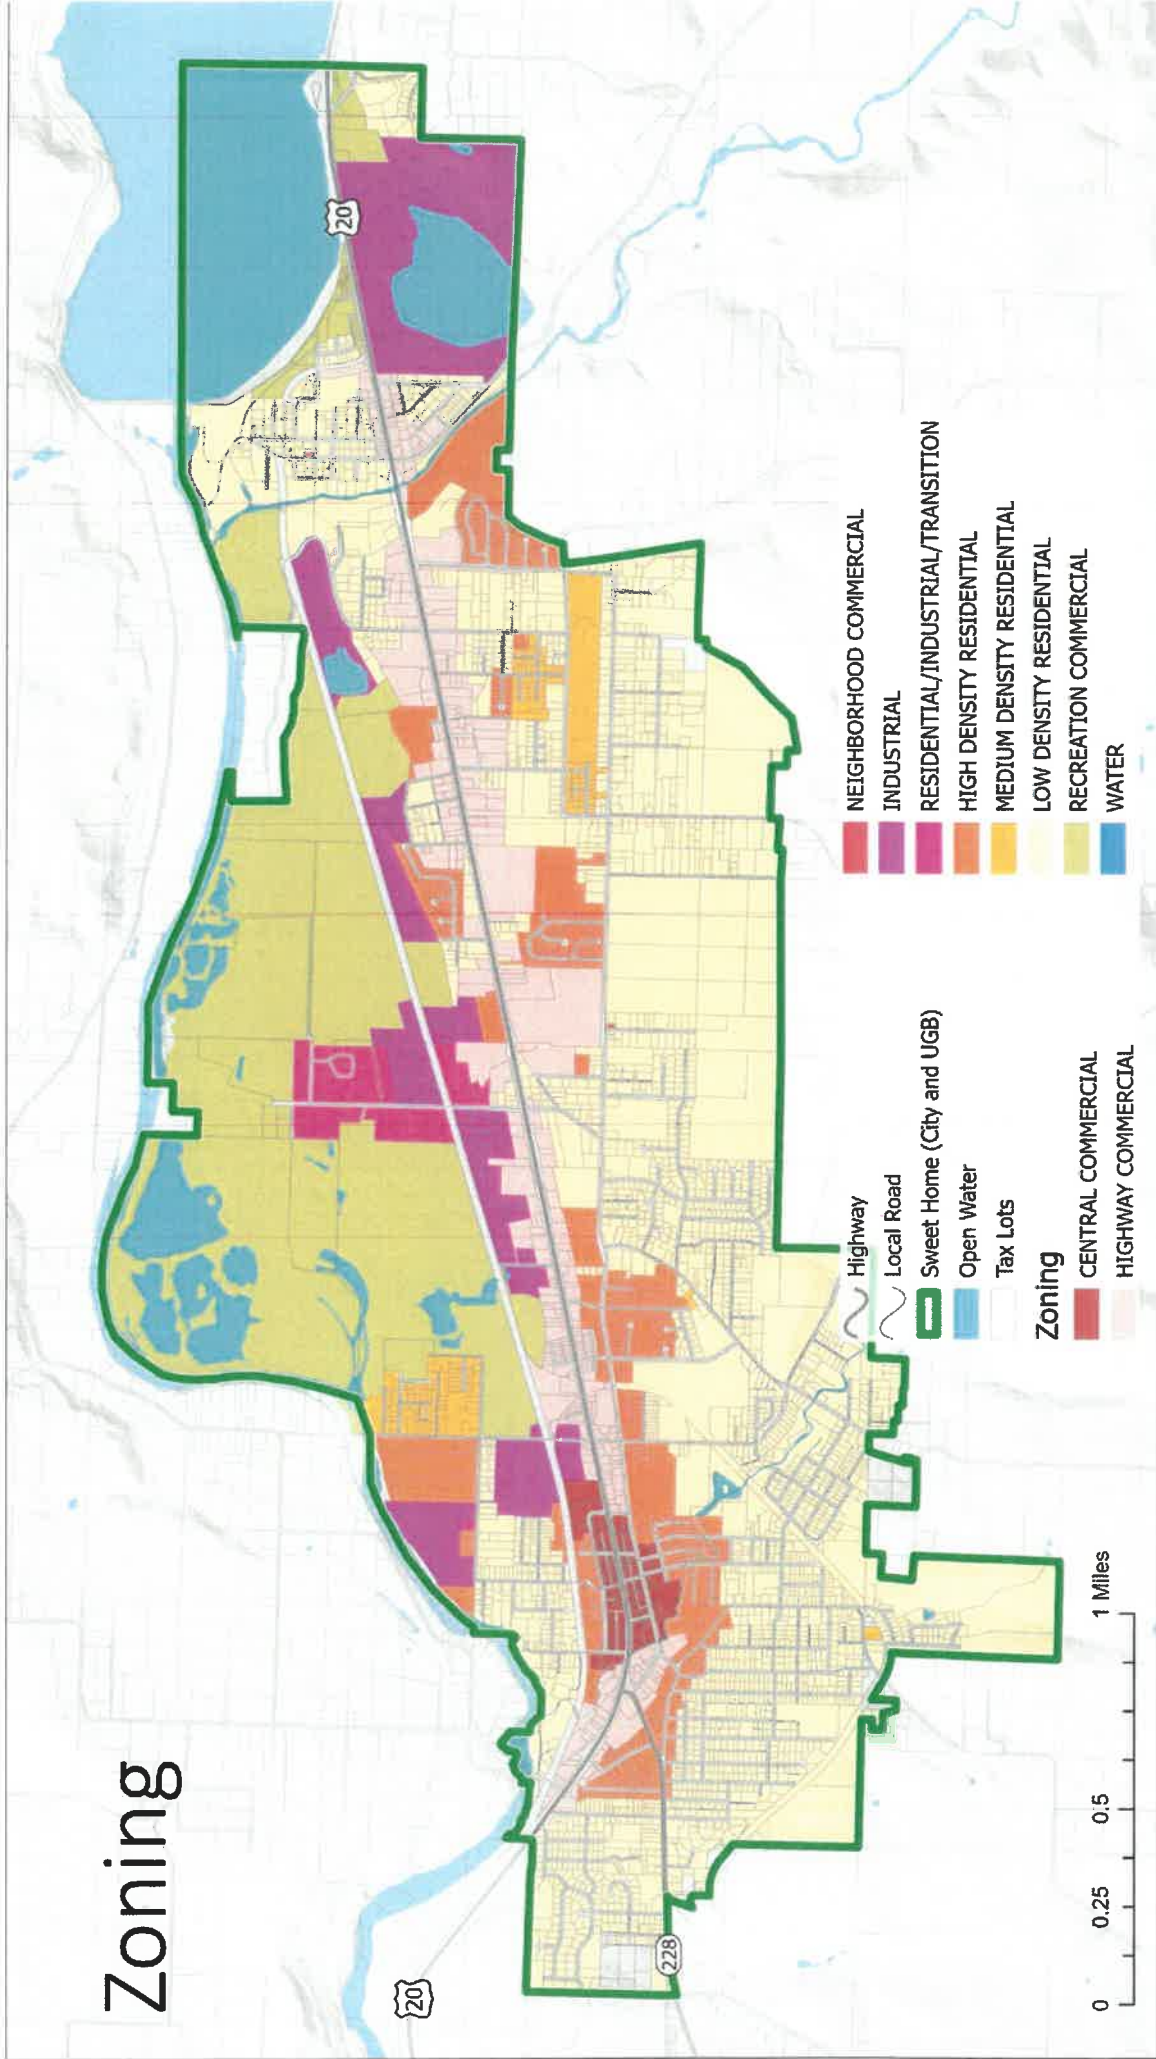 Zoning
20
20
228
0 0.25 0.5 1 Miles
Highway
Local Road
Sweet Home (City and UGB)
Open Water
Tax Lots
Zoning
CENTRAL COMMERCIAL
HIGHWAY COMMERCIAL
NEIGHBORHOOD COMMERCIAL
INDUSTRIAL
RESIDENTIAL/INDUSTRIAL/TRANSITION
HIGH DENSITY RESIDENTIAL
MEDIUM DENSITY RESIDENTIAL
LOW DENSITY RESIDENTIAL
RECREATION COMMERCIAL
WATER